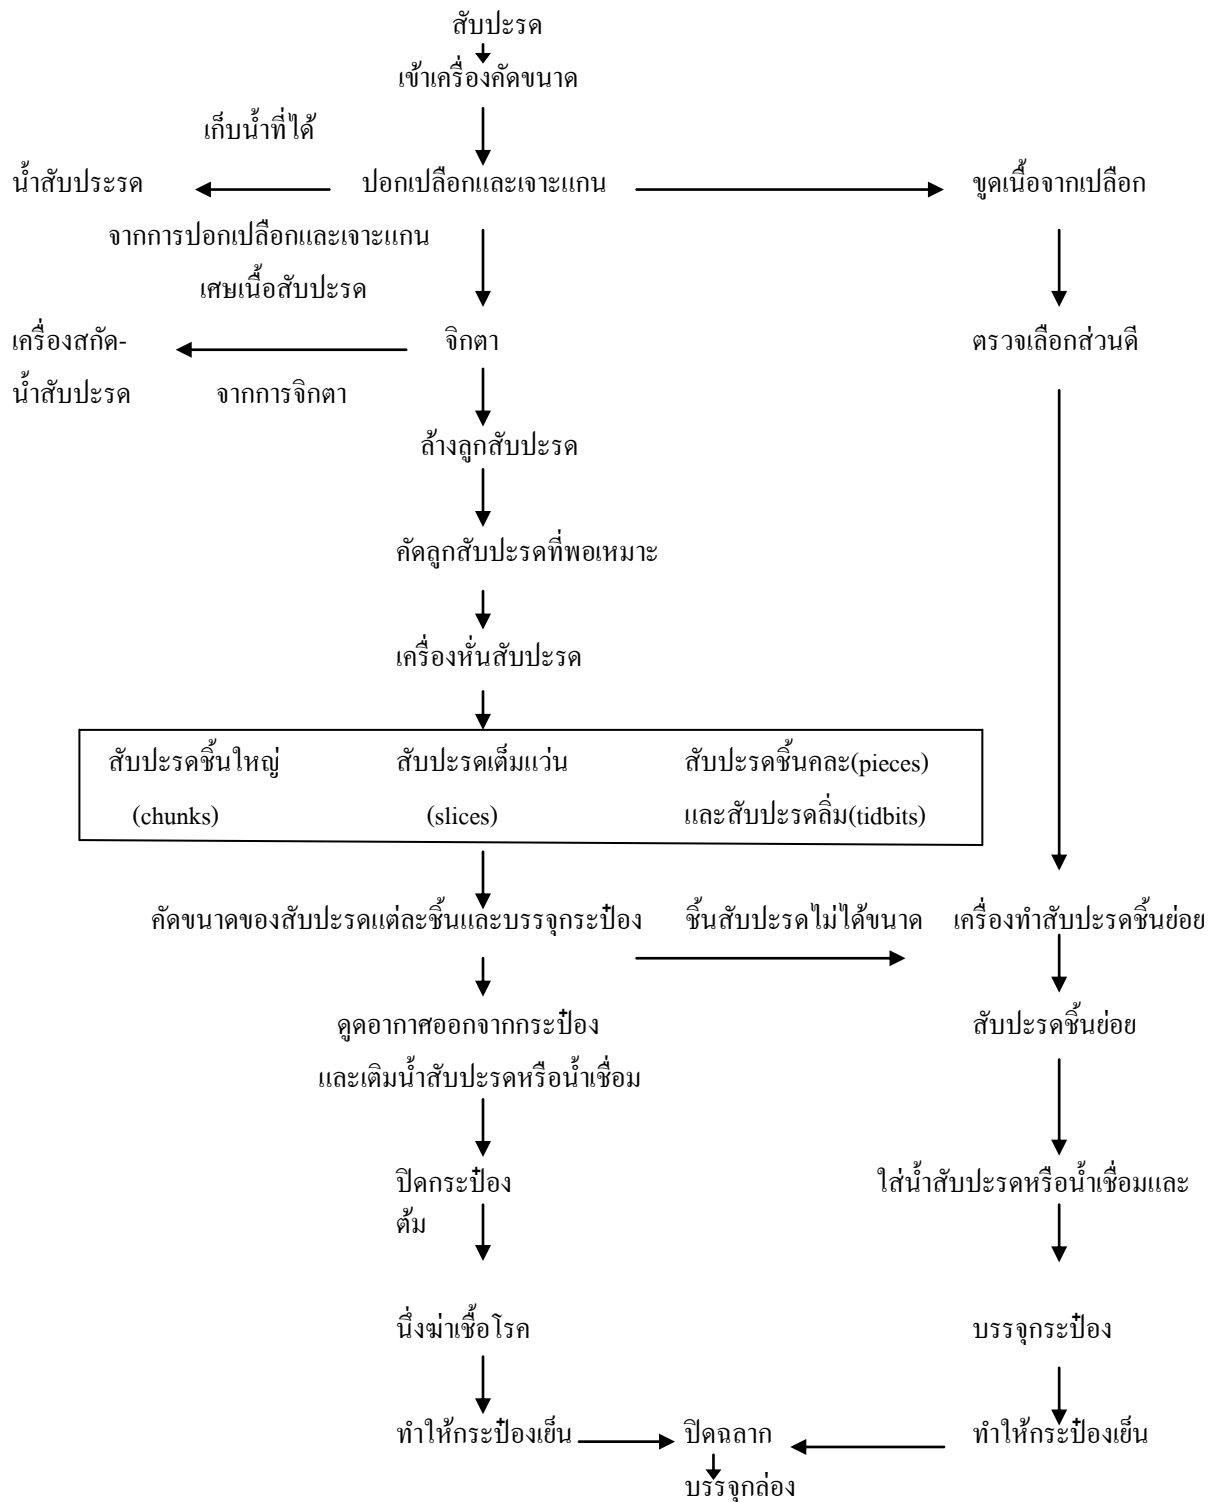 สับปะรด
เข้าเครื่องคัดขนาด
เก็บน้ำที่ได้
น้ำสับประรด ปอกเปลือกและเจาะแกน ขูดเนื้อจากเปลือก
จากการปอกเปลือกและเจาะแกน
เศษเนื้อสับปะรด
เครื่องสกัด- จิกตา ตรวจเลือกส่วนดี
น้ำสับปะรด จากการจิกตา
ล้างลูกสับปะรด
คัดลูกสับปะรดที่พอเหมาะ
เครื่องหั่นสับปะรด
สับปะรดชิ้นใหญ่ สับปะรดเต็มแว่น สับปะรดชิ้นคละ(pieces)
(chunks) (slices) และสับปะรดลิ่ม(tidbits)
คัดขนาดของสับปะรดแต่ละชิ้นและบรรจุกระป๋อง ชิ้นสับปะรดไม่ได้ขนาด เครื่องทำสับปะรดชิ้นย่อย
ดูดอากาศออกจากกระป๋อง สับปะรดชิ้นย่อย
และเติมน้ำสับปะรดหรือน้ำเชื่อม
ปิดกระป๋อง ใส่น้ำสับปะรดหรือน้ำเชื่อมและ
ต้ม
นึ่งฆ่าเชื้อโรค บรรจุกระป๋อง
ทำให้กระป๋องเย็น ปิดฉลาก ทำให้กระป๋องเย็น
บรรจุกล่อง